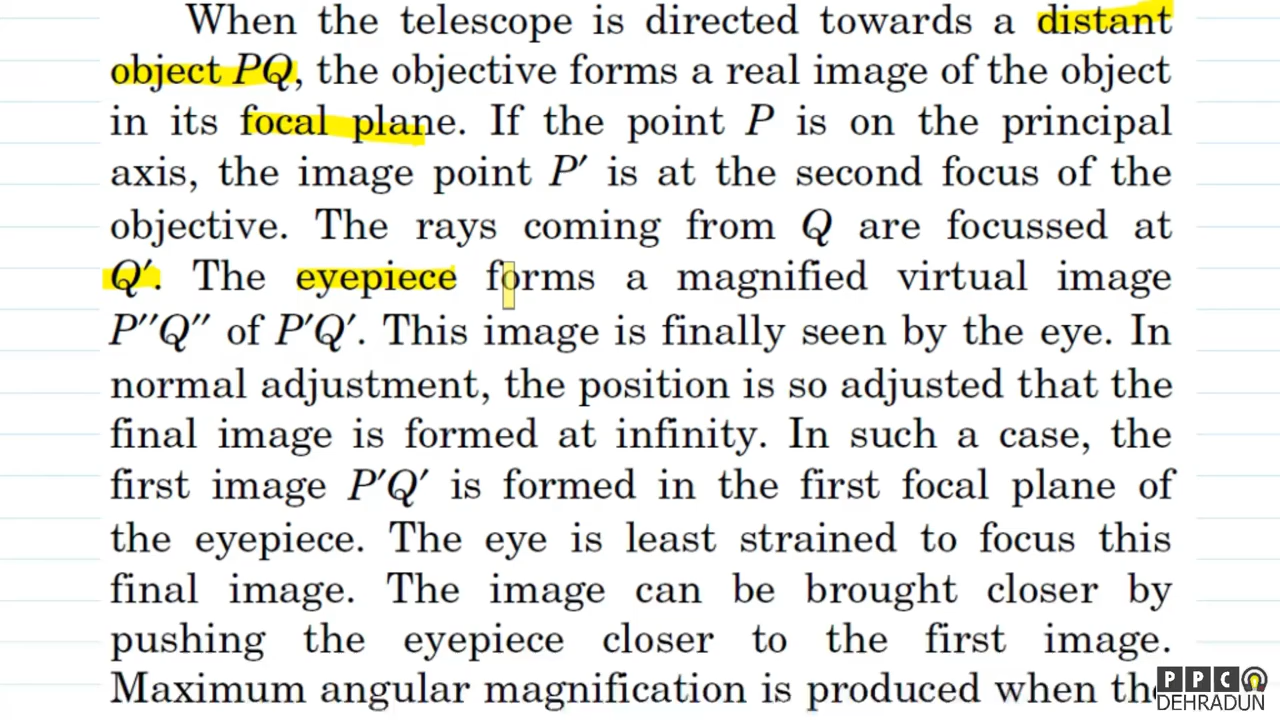 When the telescope is directed towards a distant
object PQ, the objective forms a real image of the object
in its focal plane. If the point P is on the principal
axis, the image point P′ is at the second focus of the
objective. The rays coming from Q are focussed at
Q′. The eyepiece forms a magnified virtual image
P″Q″ of P′Q′. This image is finally seen by the eye. In
normal adjustment, the position is so adjusted that the
final image is formed at infinity. In such a case, the
first image P′Q′ is formed in the first focal plane of
the eyepiece. The eye is least strained to focus this
final image. The image can be brought closer by
pushing the eyepiece closer to the first image.
Maximum angular magnification is produced when the
PPC
DEHRADUN